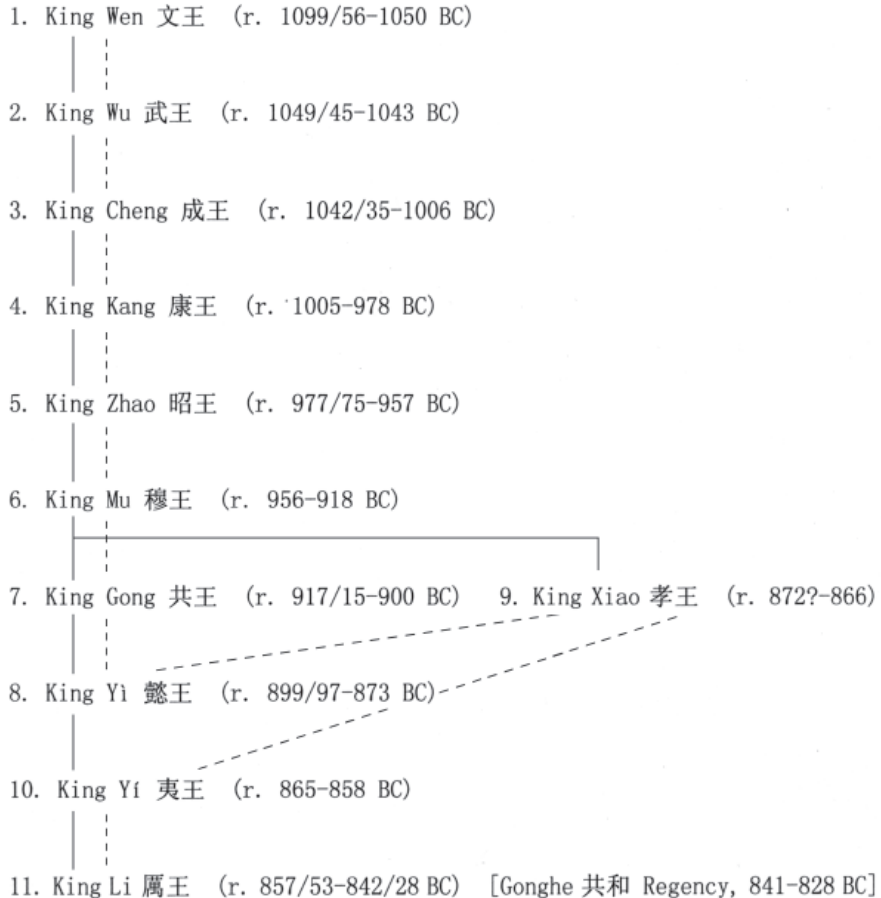 1. King Wen 文王 (r. 1099/56-1050 BC)
2. King Wu 武王 (r. 1049/45-1043 BC)
3. King Cheng 成王 (r. 1042/35-1006 BC)
4. King Kang 康王 (r. 1005-978 BC)
5. King Zhao 昭王 (r. 977/75-957 BC)
6. King Mu 穆王 (r. 956-918 BC)
7. King Gong 共王 (r. 917/15-900 BC) 9. King Xiao 孝王 (r. 872?-866)
8. King Yì 懿王 (r. 899/97-873 BC)
10. King Yí 夷王 (r. 865-858 BC)
11. King Li 厲王 (r. 857/53-842/28 BC) [Gonghe 共和 Regency, 841-828 BC]